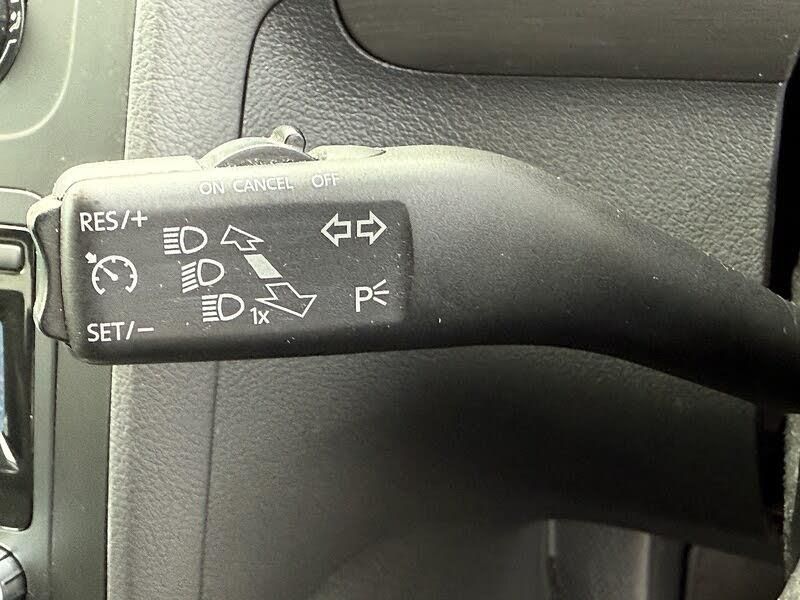 ON CANCEL OFF
RES/+
SET/-
1x
P